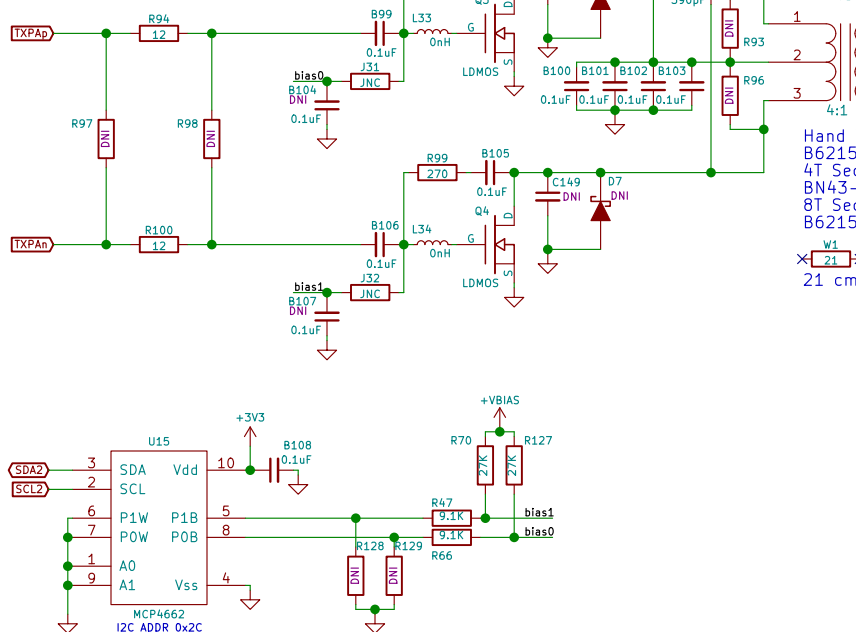 Q3
D
G
S
LDMOS
390pF
TXPAp
R94
12
B99
0.1uF
L33
0nH
bias0
J31
JNC
B104
DNI
0.1uF
R97
DNI
R98
DNI
B100
B101
B102
B103
0.1uF
0.1uF
0.1uF
0.1uF
DNI
R93
R96
DNI
1
2
3
4:1
Hand
B6215
4T Sec
BN43-
8T Sec
B6215
W1
21
21 cm
R99
270
B105
0.1uF
C149
DNI
D7
DNI
TXPAn
R100
12
B106
0.1uF
L34
0nH
Q4
D
G
S
LDMOS
bias1
J32
JNC
B107
DNI
0.1uF
+3V3
+VBIAS
U15
B108
0.1uF
R70
27K
R127
27K
SDA2
3
SDA
Vdd
10
SCL2
2
SCL
6
P1W
P1B
5
R47
9.1K
bias1
7
P0W
P0B
8
9.1K
R66
bias0
R128
DNI
R129
DNI
1
A0
9
A1
Vss
4
MCP4662
I2C ADDR 0x2C